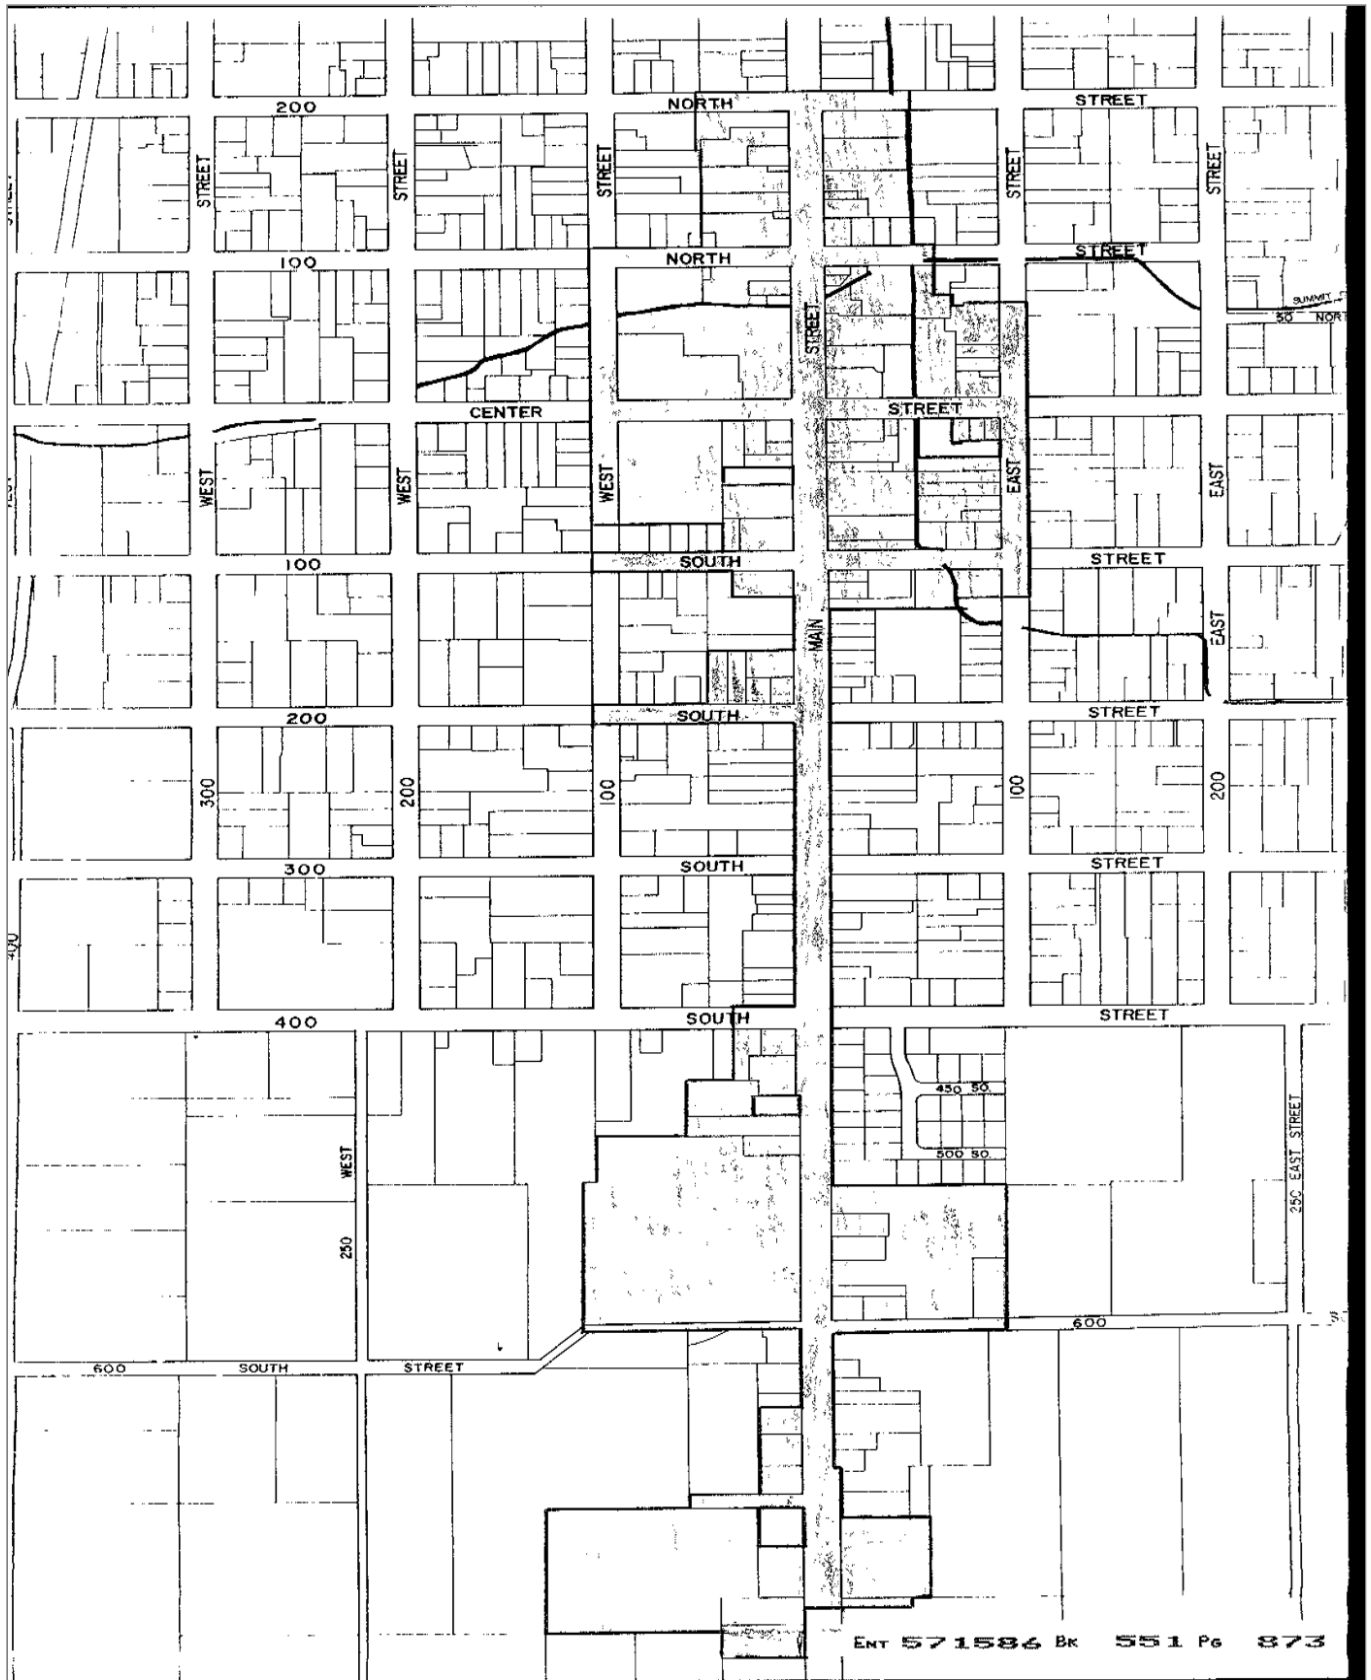 200 NORTH STREET
STREET STREET STREET STREET STREET
100 NORTH STREET
SUMMIT
50 NOR
STREET
CENTER STREET
WEST WEST WEST EAST EAST
100 SOUTH STREET
MAIN EAST
200 SOUTH STREET
300 200 100 100 200
300 SOUTH STREET
400 SOUTH STREET
450 SO.
500 SO.
WEST
250
EAST STREET
600
600 SOUTH STREET
ENT 571586 BK 551 PG 873